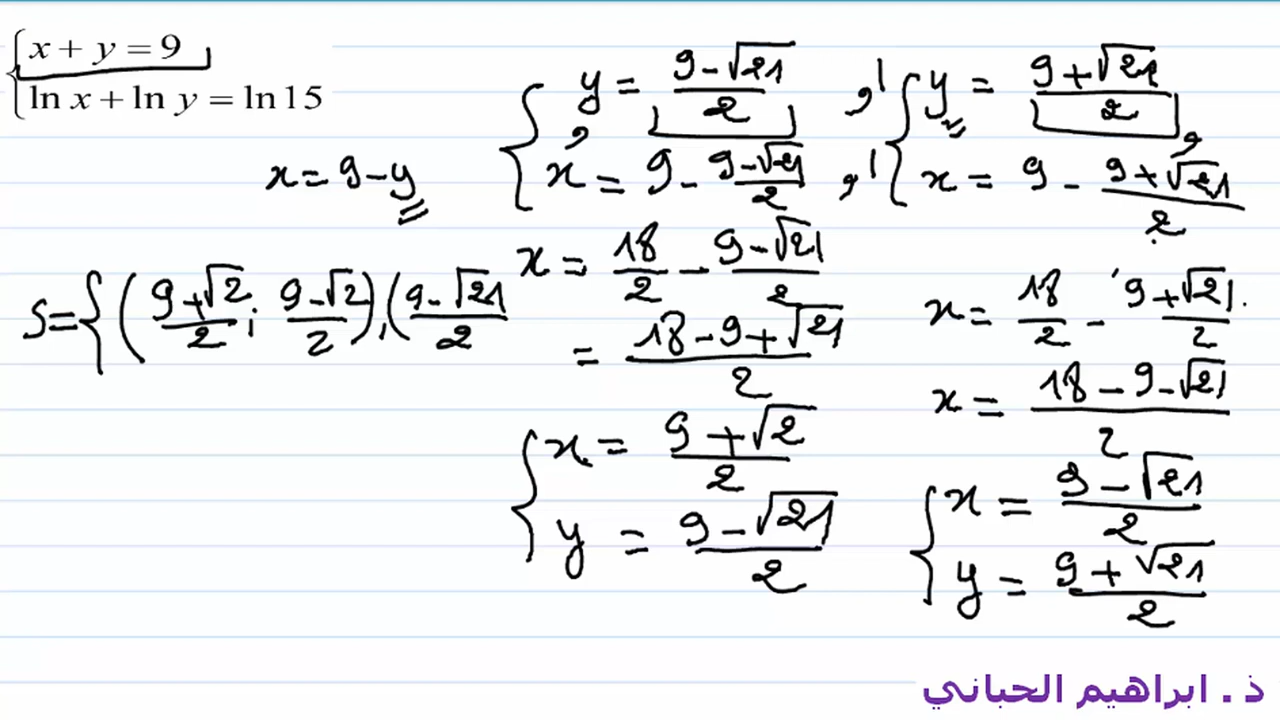 { x + y = 9
ln x + ln y = ln 15
x = 9 - y
S = { ( (9+√2)/2 ; (9-√2)/2 ), ( (9-√21)/2
{ y = (9-√21)/2 ,
x = 9 - (9-√21)/2 ,
x = 18/2 - (9-√21)/2
= (18-9+√21)/2
{ x = (9+√2)/2
y = (9-√21)/2
{ y = (9+√21)/2 ,
x = 9 - (9+√21)/2
x = 18/2 - (9+√21)/2
x = (18-9-√21)/2
{ x = (9-√21)/2
y = (9+√21)/2
ذ . ابراهيم الحباني